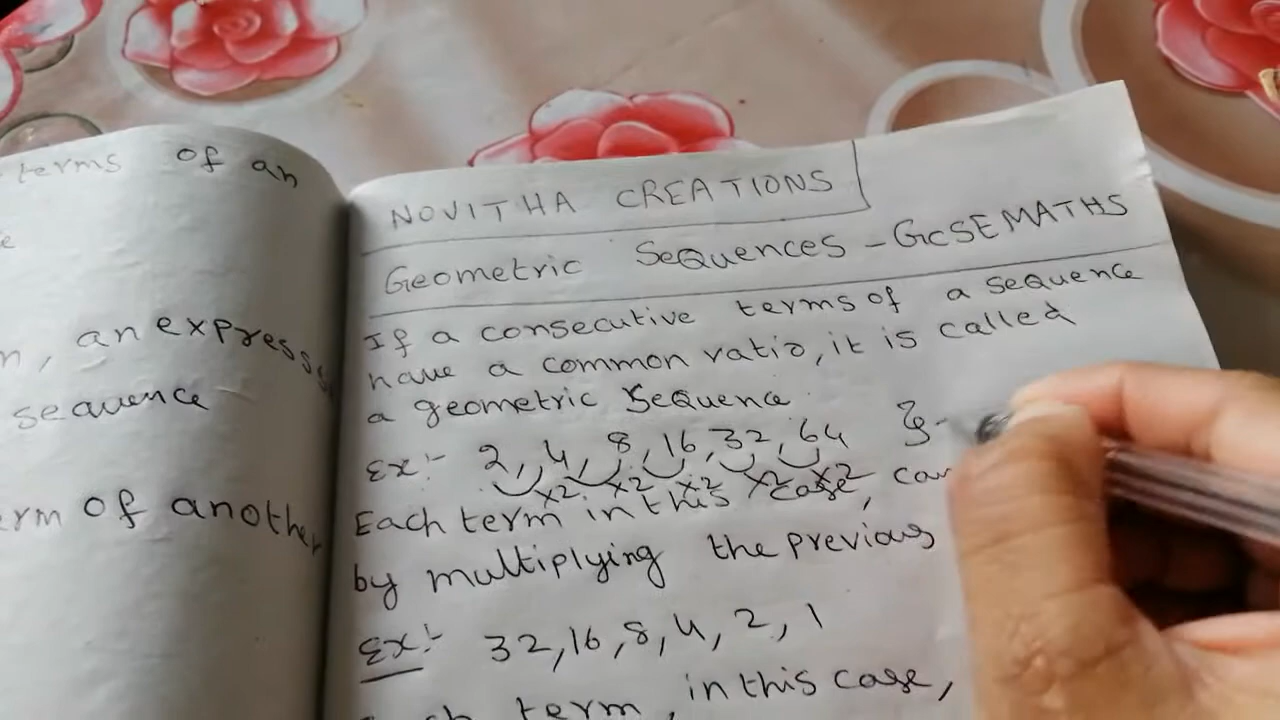 terms of an
n, an express
sequence
erm of another
NOVITHA CREATIONS
GEOMETRIC SEQUENCES - GCSE MATHS
If a consecutive terms of a sequence
have a common ratio, it is called
a geometric Sequence
Ex:- 2, 4, 8, 16, 32, 64
×2 ×2 ×2 ×2 ×2
Each term in this case, can
by multiplying the previous
Ex:- 32, 16, 8, 4, 2, 1
term, in this case,